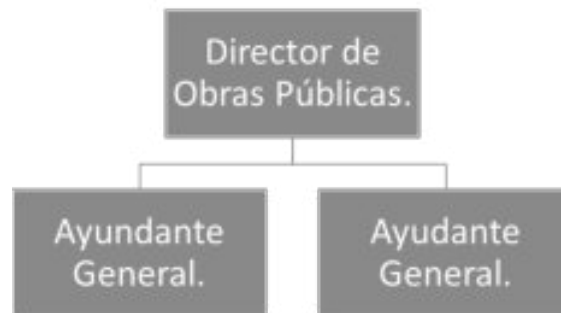 Director de
Obras Públicas.
Ayundante
General.
Ayudante
General.